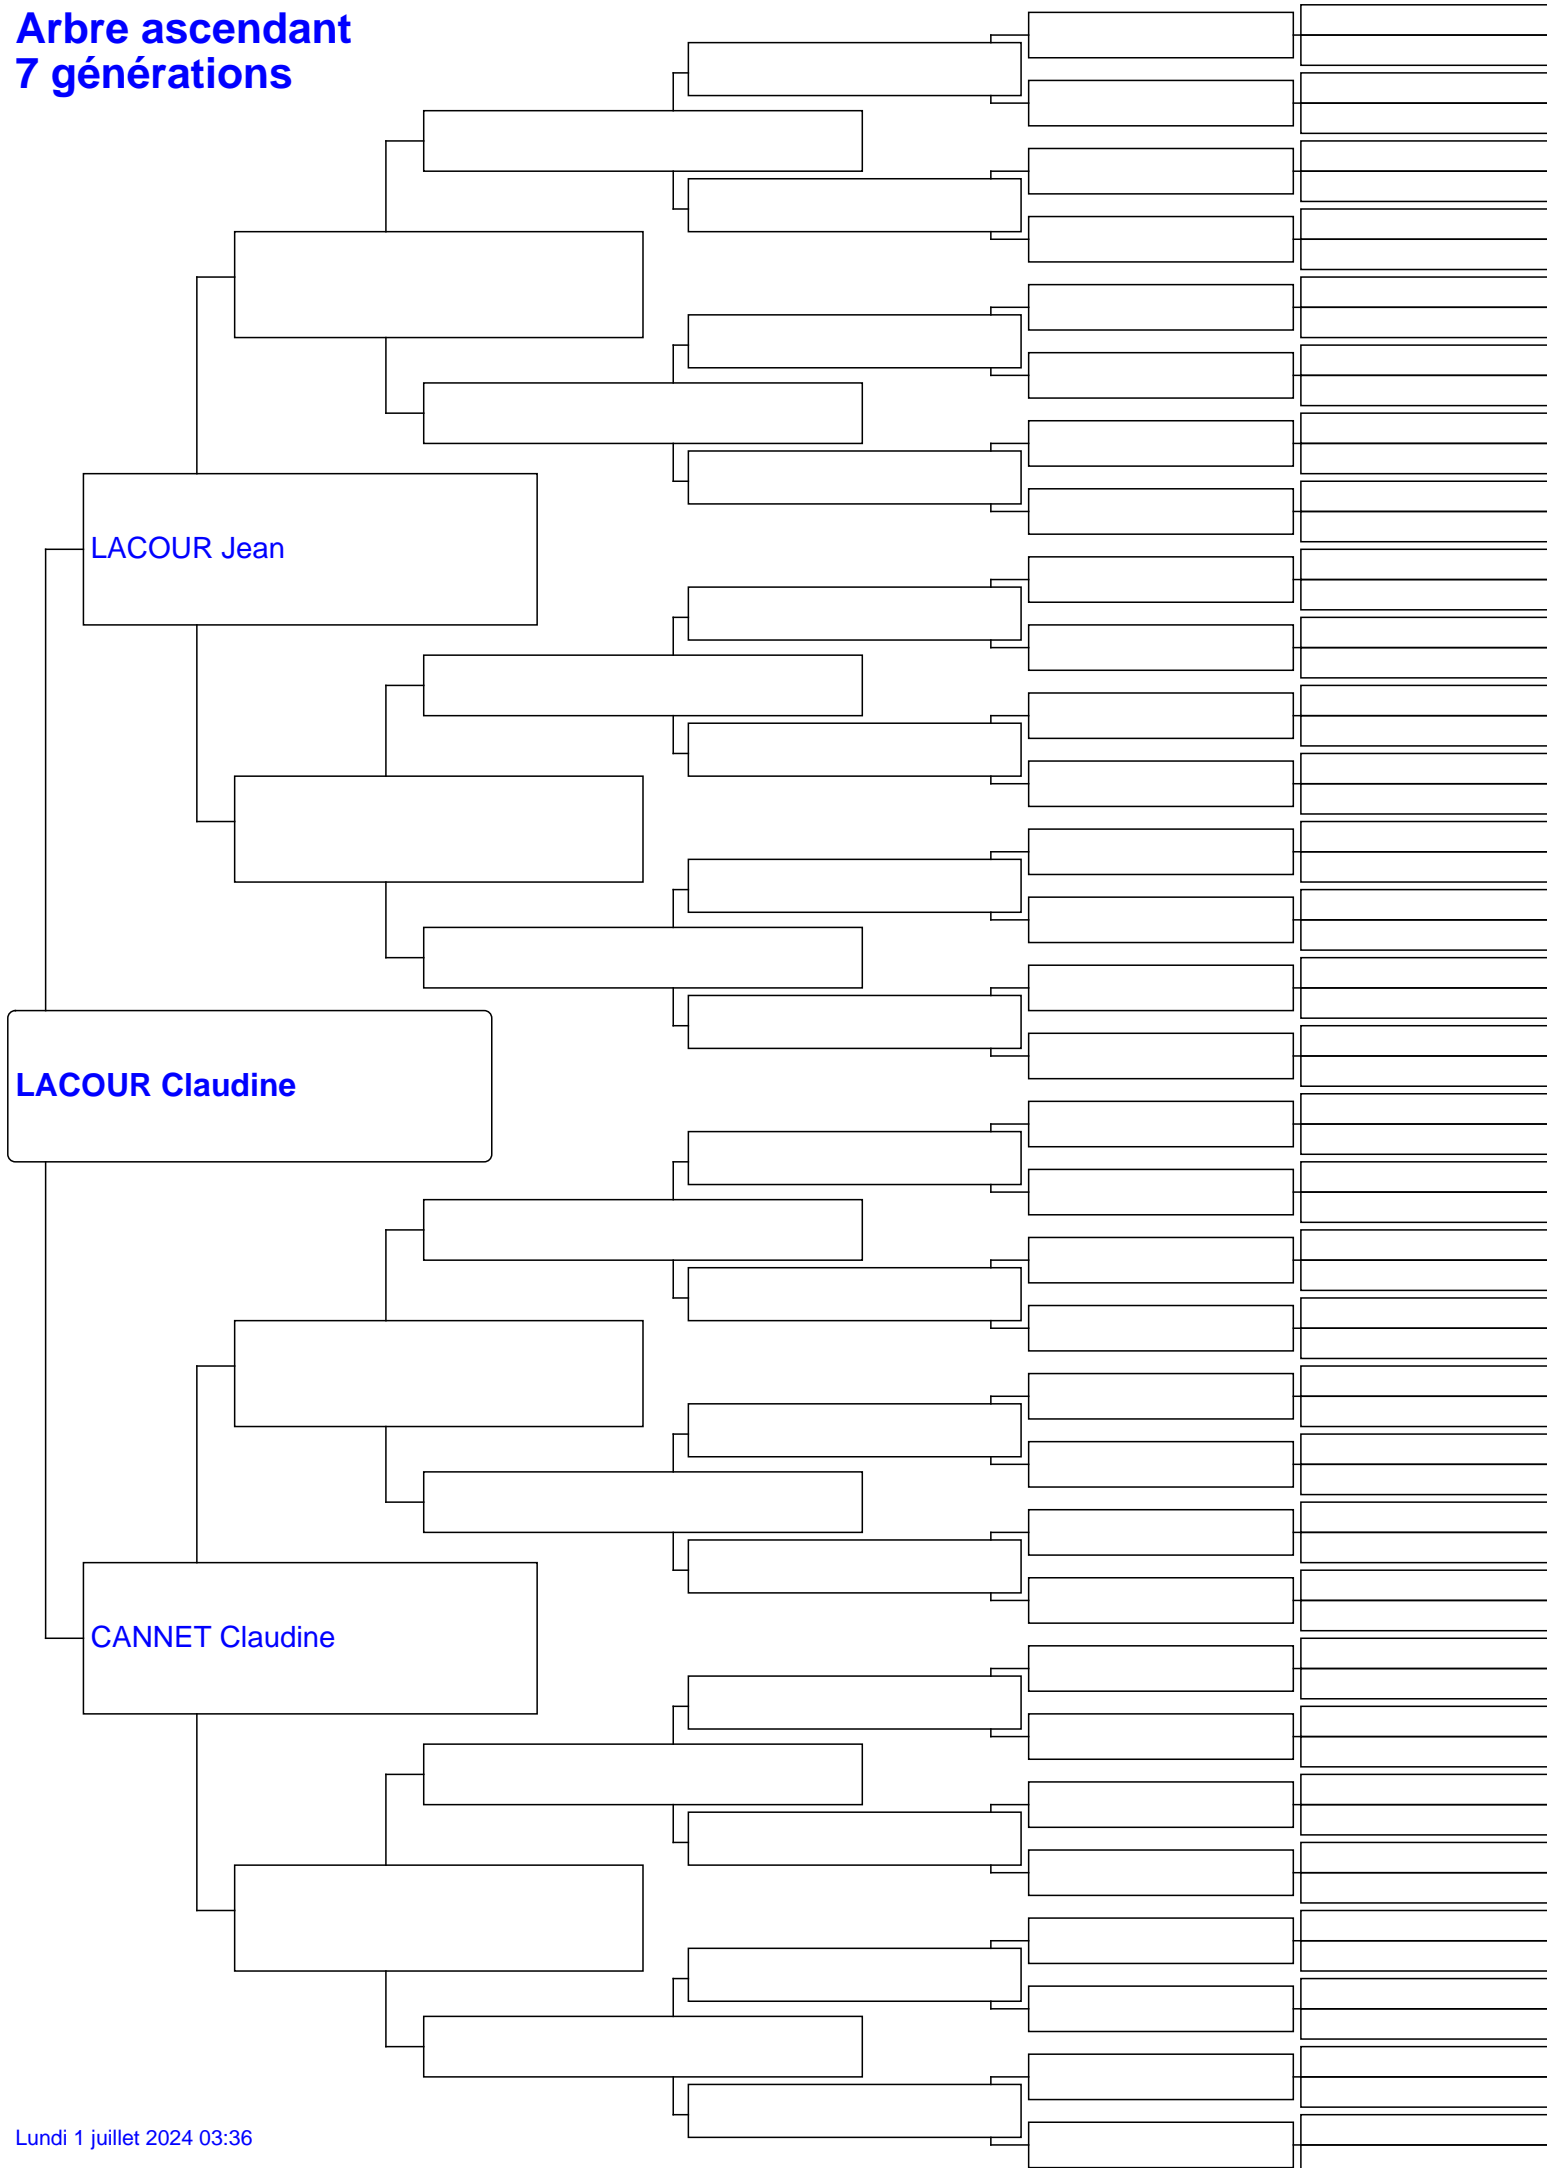 Arbre ascendant
7 générations
LACOUR Jean
LACOUR Claudine
CANNET Claudine
Lundi 1 juillet 2024 03:36